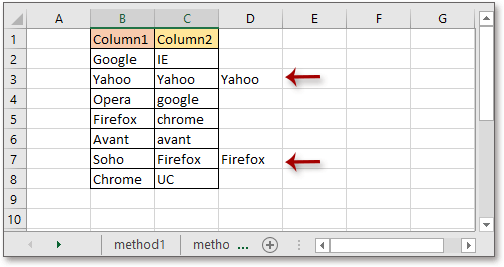 A B C D E F G
1 Column1 Column2
2 Google IE
3 Yahoo Yahoo Yahoo
4 Opera google
5 Firefox chrome
6 Avant avant
7 Soho Firefox Firefox
8 Chrome UC
9
10
method1 metho ...